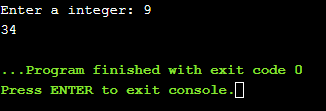 Enter a integer: 9
34
...Program finished with exit code 0
Press ENTER to exit console.